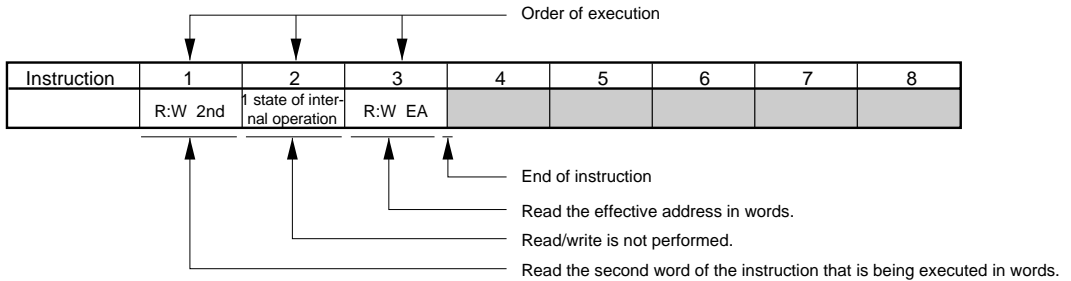 Order of execution
Instruction 1 2 3 4 5 6 7 8
R:W 2nd 1 state of inter- R:W EA
nal operation
End of instruction
Read the effective address in words.
Read/write is not performed.
Read the second word of the instruction that is being executed in words.